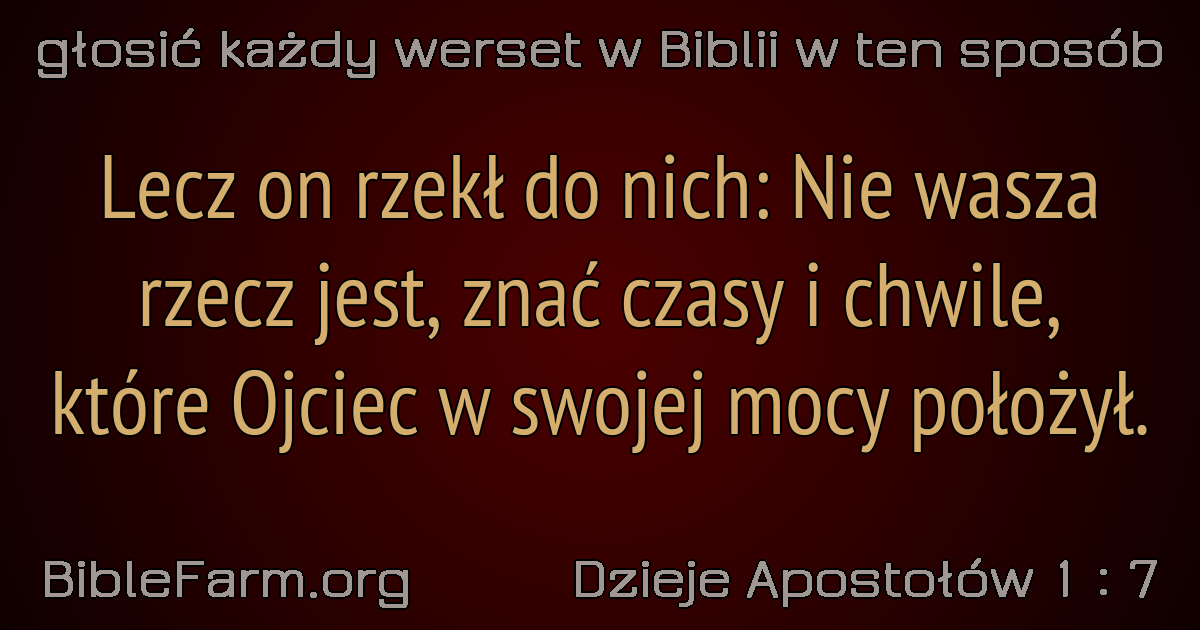 głosić każdy werset w Biblii w ten sposób
Lecz on rzekł do nich: Nie wasza
rzecz jest, znać czasy i chwile,
które Ojciec w swojej mocy położył.
BibleFarm.org
Dzieje Apostołów 1 : 7